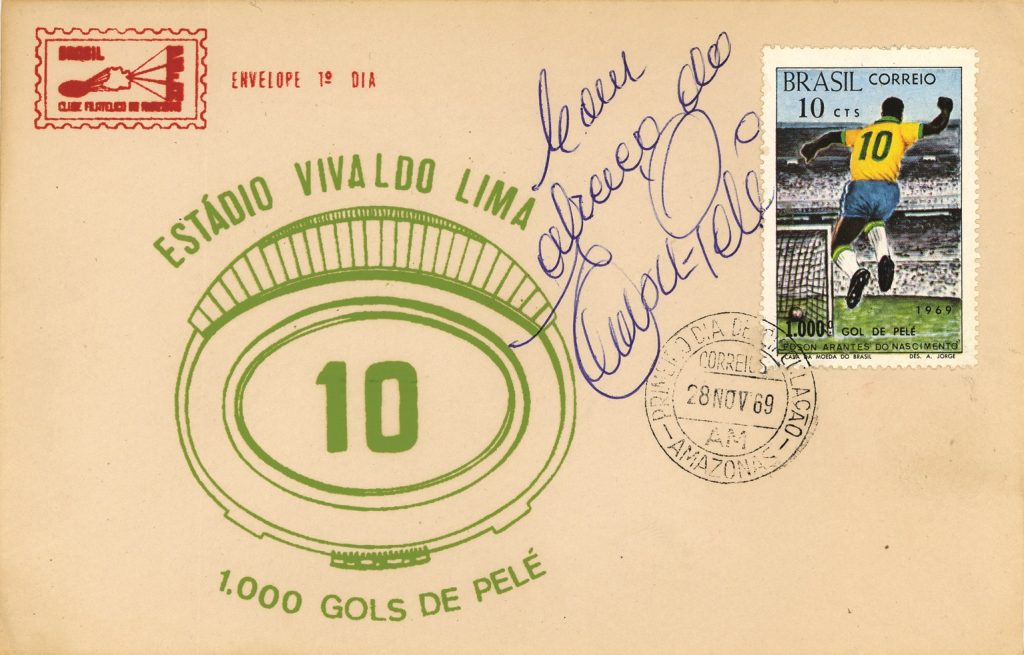 BRASIL
CLUBE FILATELICO DO AMAZONAS
ENVELOPE 1º DIA
abraço do
Edson = Pelé
BRASIL CORREIO
10 CTS
10
1969
1.000º GOL DE PELÉ
EDSON ARANTES DO NASCIMENTO
CASA DA MOEDA DO BRASIL DES. A. JORGE
ESTÁDIO VIVALDO LIMA
10
1.000 GOLS DE PELÉ
PRIMEIRO DIA DE CIRCULAÇÃO
CORREIOS
28 NOV 69
AM
AMAZONAS